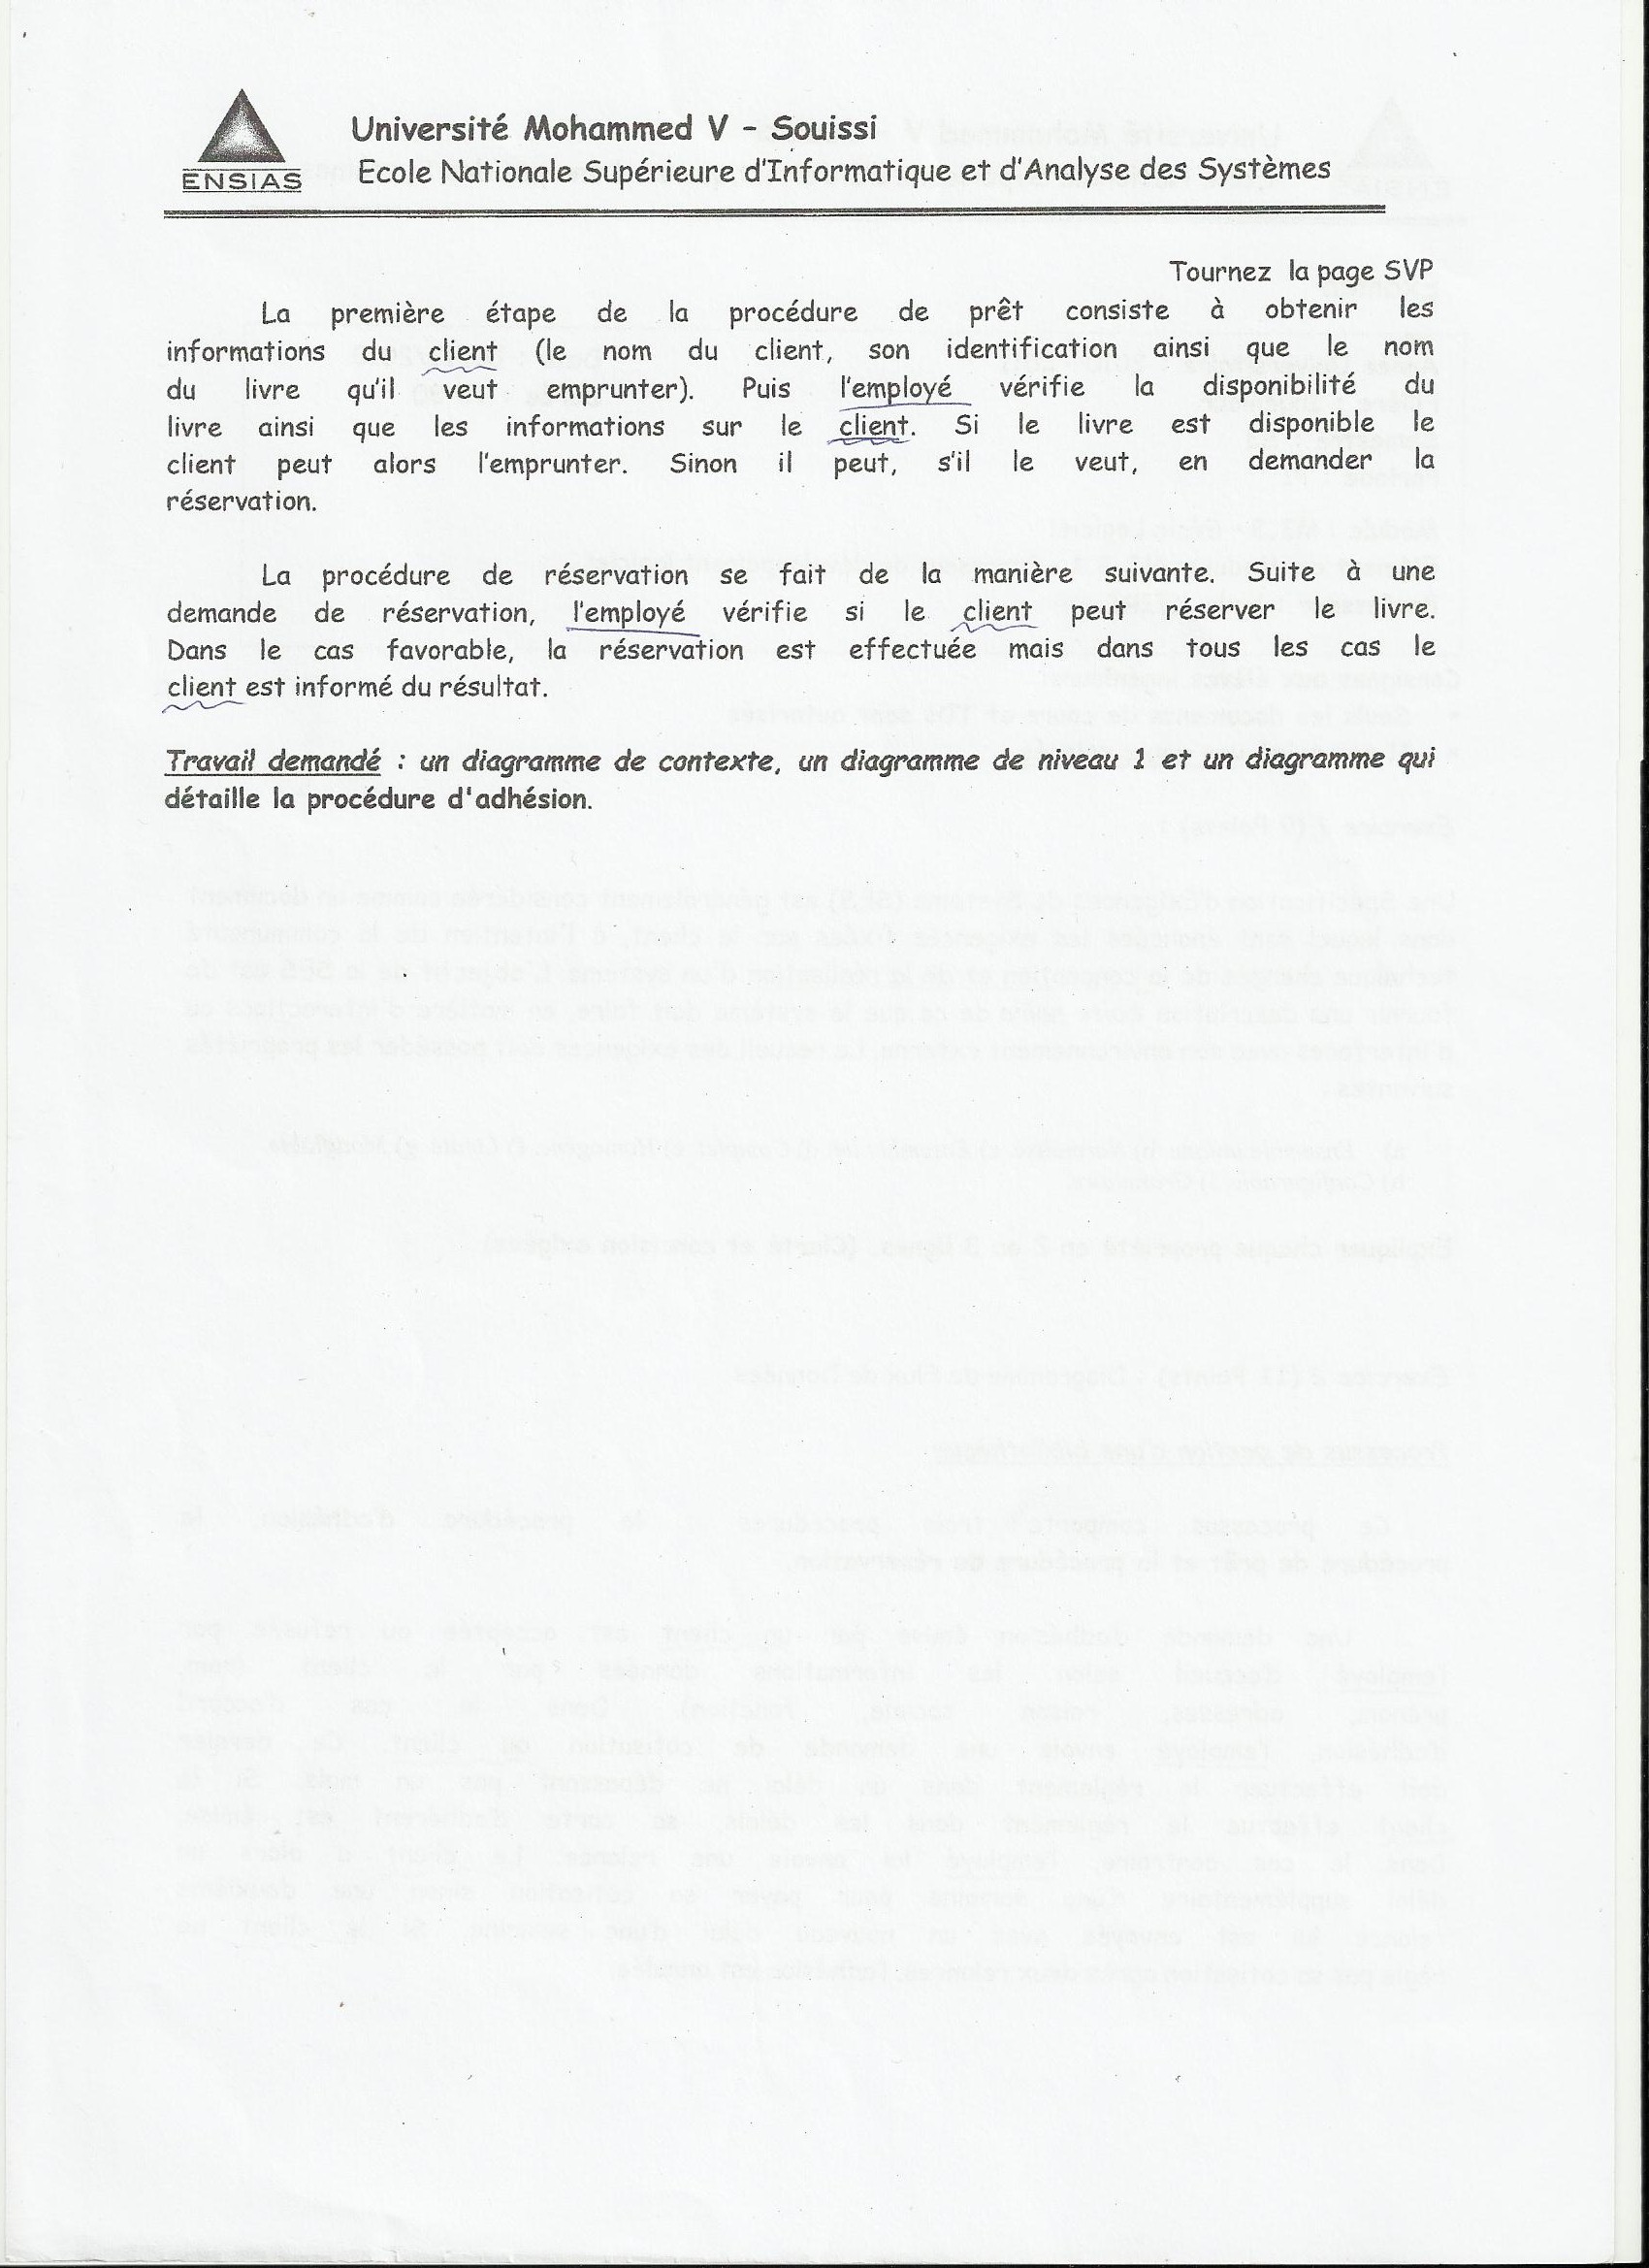 Université Mohammed V - Souissi
ENSIAS
Ecole Nationale Supérieure d'Informatique et d'Analyse des Systèmes
Tournez la page SVP
La première étape de la procédure de prêt consiste à obtenir les
informations du client (le nom du client, son identification ainsi que le nom
du livre qu'il veut emprunter). Puis l'employé vérifie la disponibilité du
livre ainsi que les informations sur le client. Si le livre est disponible le
client peut alors l'emprunter. Sinon il peut, s'il le veut, en demander la
réservation.
La procédure de réservation se fait de la manière suivante. Suite à une
demande de réservation, l'employé vérifie si le client peut réserver le livre.
Dans le cas favorable, la réservation est effectuée mais dans tous les cas le
client est informé du résultat.
Travail demandé : un diagramme de contexte, un diagramme de niveau 1 et un diagramme qui
détaille la procédure d'adhésion.